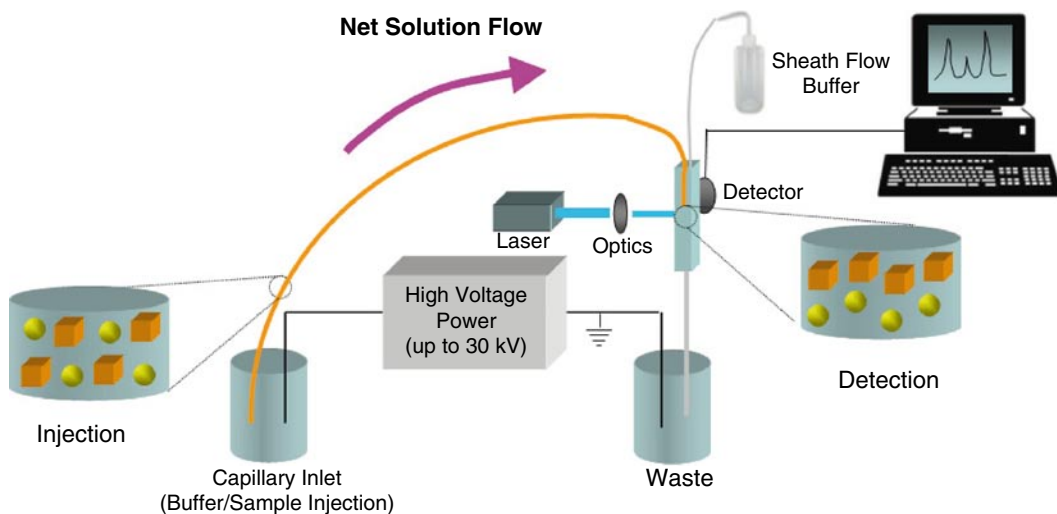 Net Solution Flow
Sheath Flow
Buffer
Detector
Laser
Optics
High Voltage
Power
(up to 30 kV)
Injection
Detection
Capillary Inlet
(Buffer/Sample Injection)
Waste